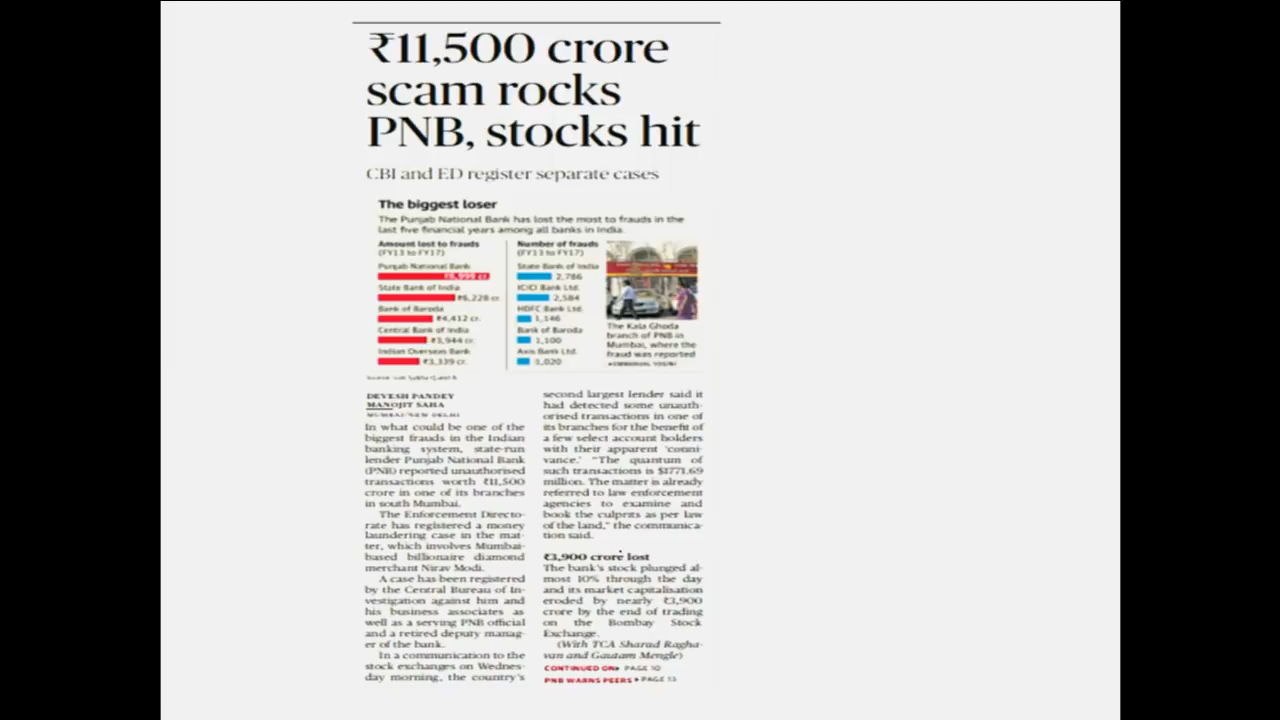 ₹11,500 crore
scam rocks
PNB, stocks hit
CBI and ED register separate cases
The biggest loser
The Punjab National Bank has lost the most to frauds in the
last five financial years among all banks in India.
Amount lost to frauds
(FY13 to FY17)
Punjab National Bank
State Bank of India
₹6,228 cr.
Bank of Baroda
₹4,412 cr.
Central Bank of India
₹3,944 cr.
Indian Overseas Bank
₹3,339 cr.
Number of frauds
(FY13 to FY17)
State Bank of India
2,786
ICICI Bank Ltd.
2,584
HDFC Bank Ltd.
1,146
Bank of Baroda
1,100
Axis Bank Ltd.
1,020
The Kala Ghoda
branch of PNB in
Mumbai, where the
fraud was reported
DEVESH PANDEY
MANOJIT SAHA
MUMBAI/NEW DELHI
In what could be one of the
biggest frauds in the Indian
banking system, state-run
lender Punjab National Bank
(PNB) reported unauthorised
transactions worth ₹11,500
crore in one of its branches
in south Mumbai.
The Enforcement Directo-
rate has registered a money
laundering case in the mat-
ter, which involves Mumbai-
based billionaire diamond
merchant Nirav Modi.
A case has been registered
by the Central Bureau of In-
vestigation against him and
his business associates as
well as a serving PNB official
and a retired deputy manag-
er of the bank.
In a communication to the
stock exchanges on Wednes-
day morning, the country's
second largest lender said it
had detected some unauth-
orised transactions in one of
its branches for the benefit of
a few select account holders
with their apparent 'conni-
vance.' "The quantum of
such transactions is $1771.69
million. The matter is already
referred to law enforcement
agencies to examine and
book the culprits as per law
of the land," the communica-
tion said.
₹3,900 crore lost
The bank's stock plunged al-
most 10% through the day
and its market capitalisation
eroded by nearly ₹3,900
crore by the end of trading
on the Bombay Stock
Exchange.
(With TCA Sharad Ragha-
van and Gautam Mengle)
CONTINUED ON▸ PAGE 10
PNB WARNS PEERS ▸ PAGE 13